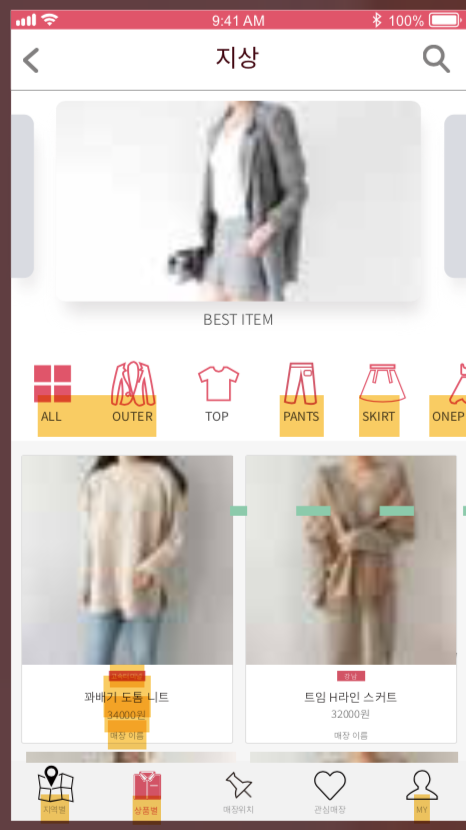 9:41 AM 100%
지상
BEST ITEM
ALL OUTER TOP PANTS SKIRT ONEP
강남
꽈배기 도톰 니트 트임 H라인 스커트
34000원 32000원
매장 이름 매장 이름
지역별 상품별 매장위치 관심매장 MY